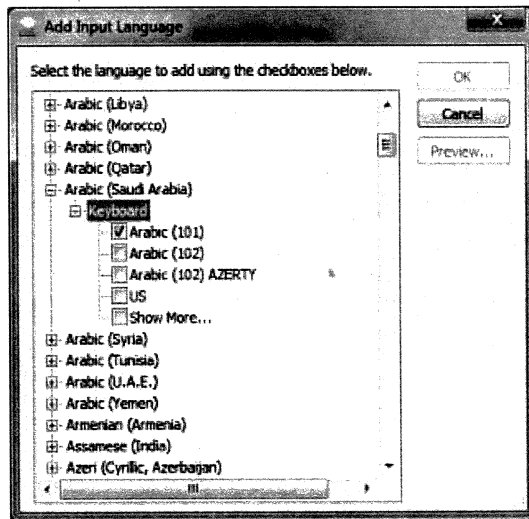 Add Input Language
Select the language to add using the checkboxes below.
OK
Cancel
Preview...
Arabic (Libya)
Arabic (Morocco)
Arabic (Oman)
Arabic (Qatar)
Arabic (Saudi Arabia)
Keyboard
Arabic (101)
Arabic (102)
Arabic (102) AZERTY
US
Show More...
Arabic (Syria)
Arabic (Tunisia)
Arabic (U.A.E.)
Arabic (Yemen)
Armenian (Armenia)
Assamese (India)
Azeri (Cyrillic, Azerbaijan)